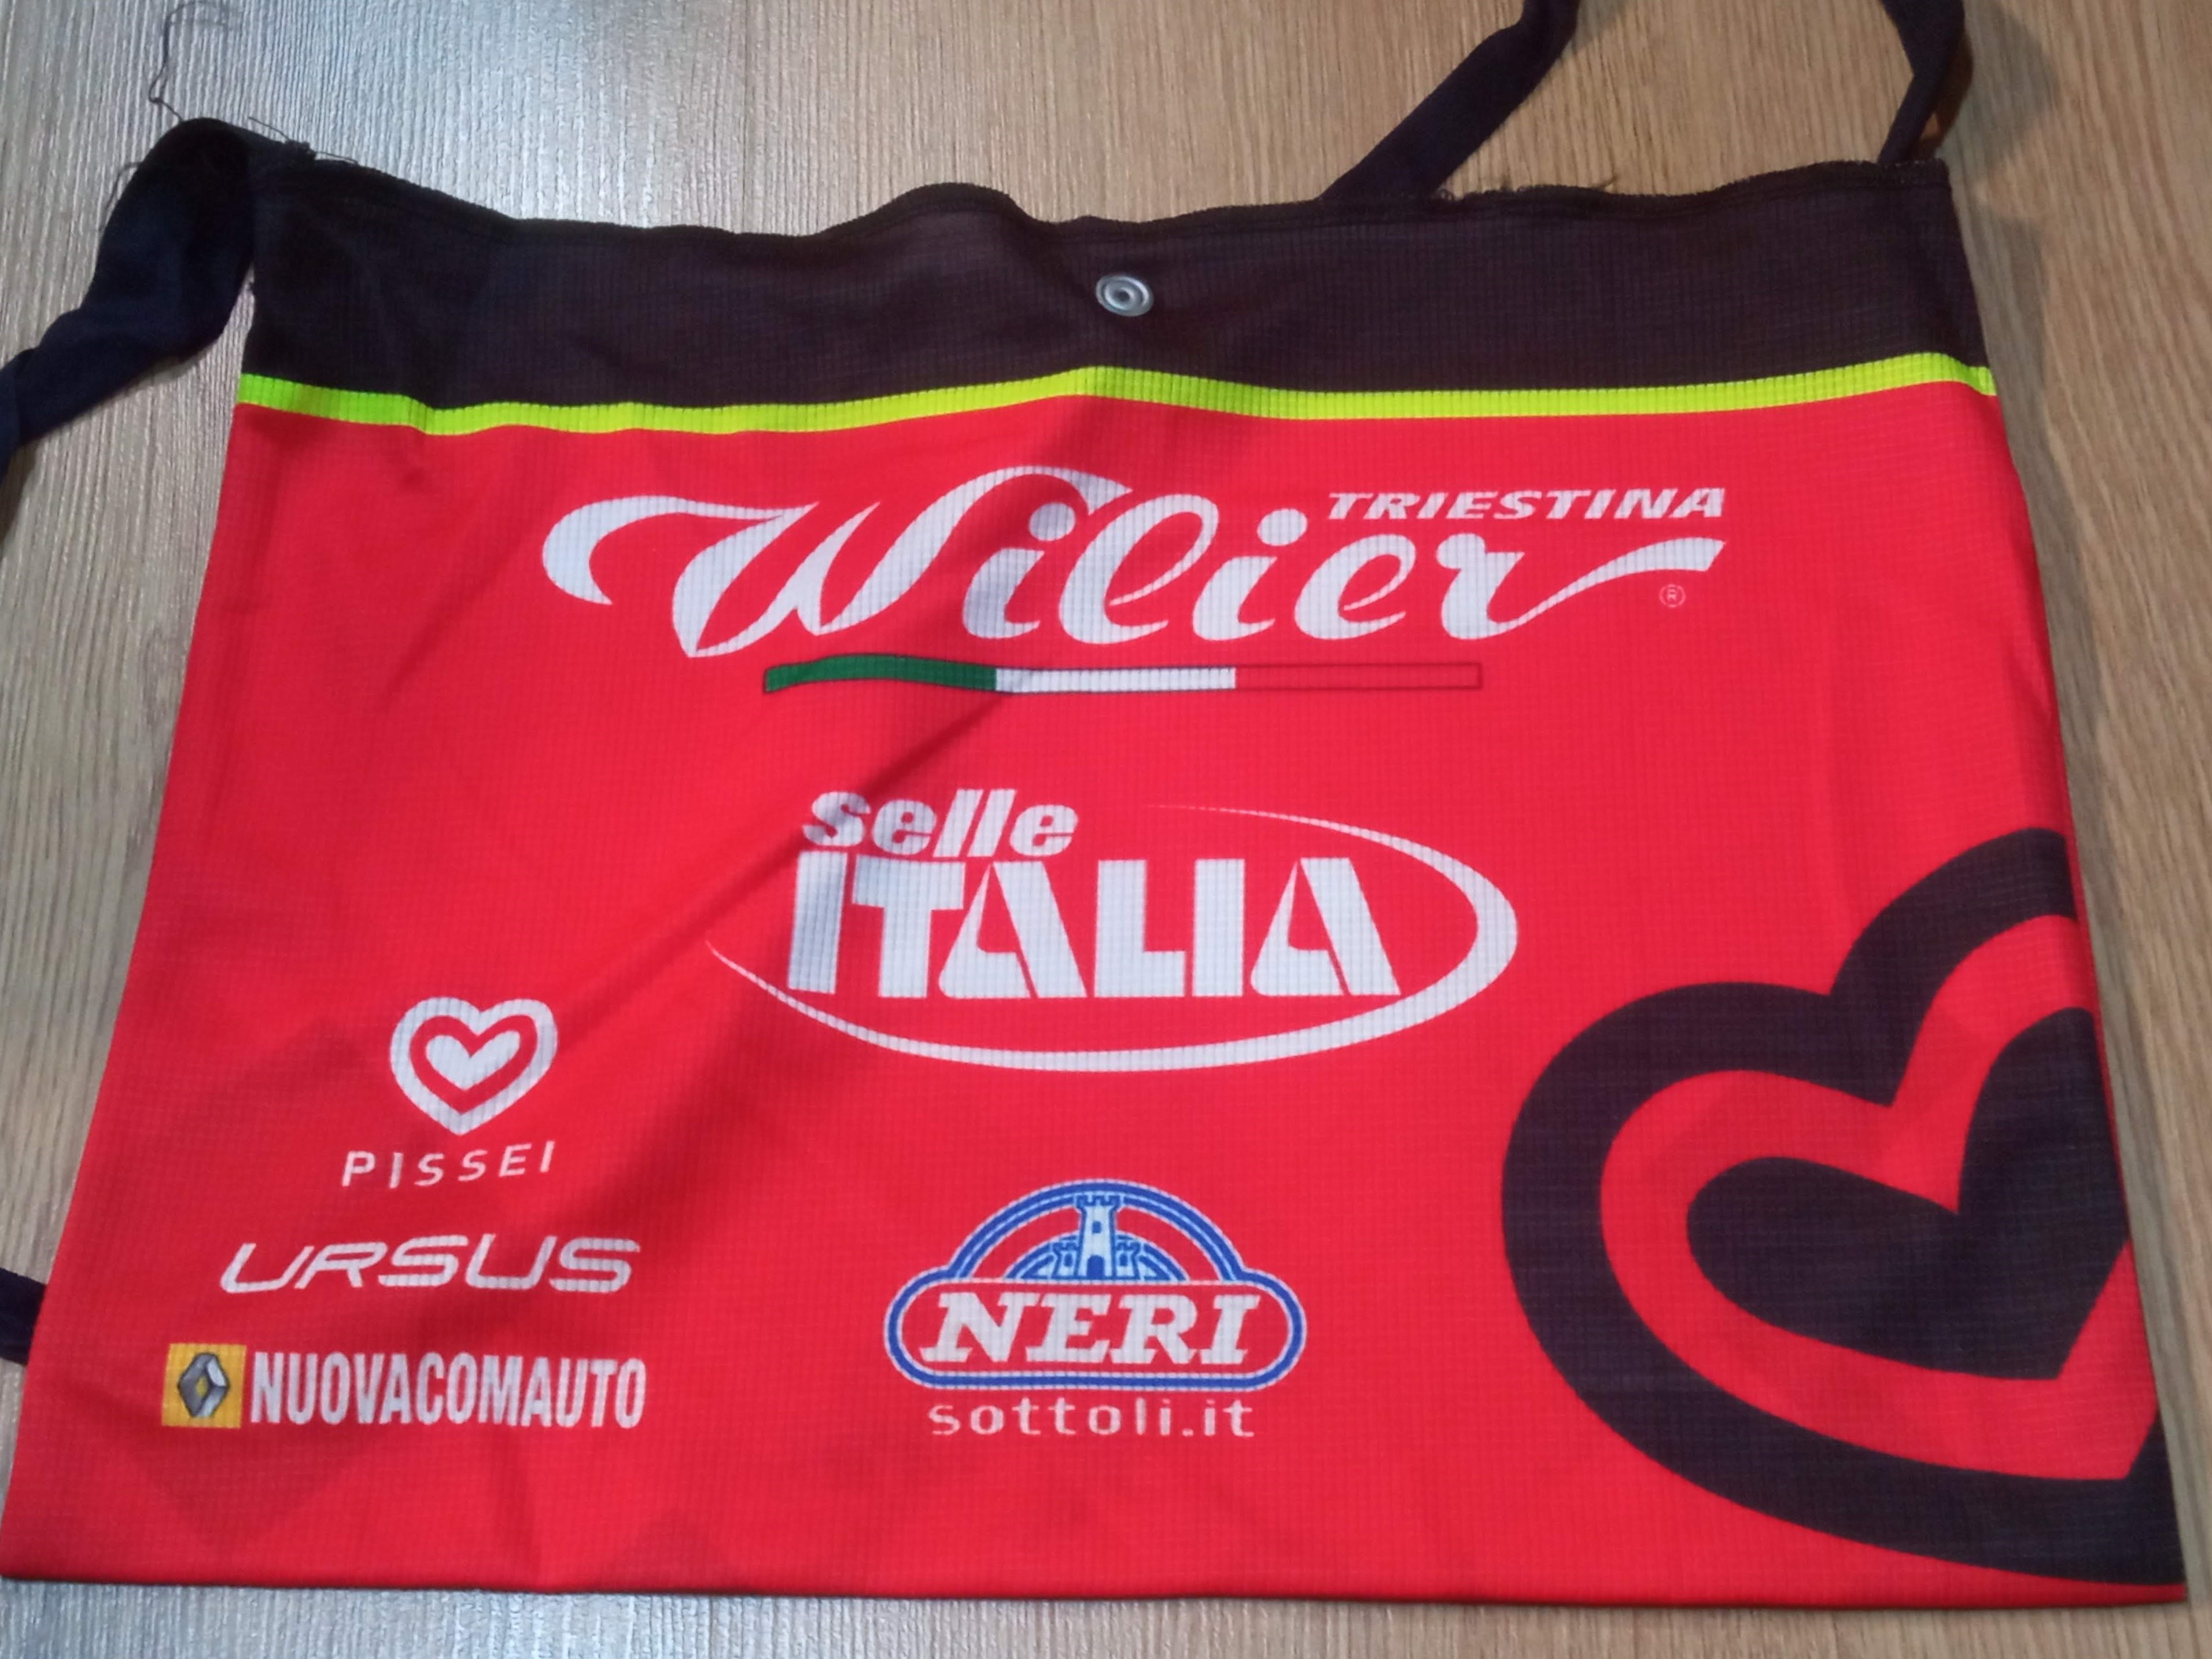 Wilier TRIESTINA
®
selle
ITALIA
PISSEI
URSUS
NUOVACOMAUTO
NERI
sottoli.it